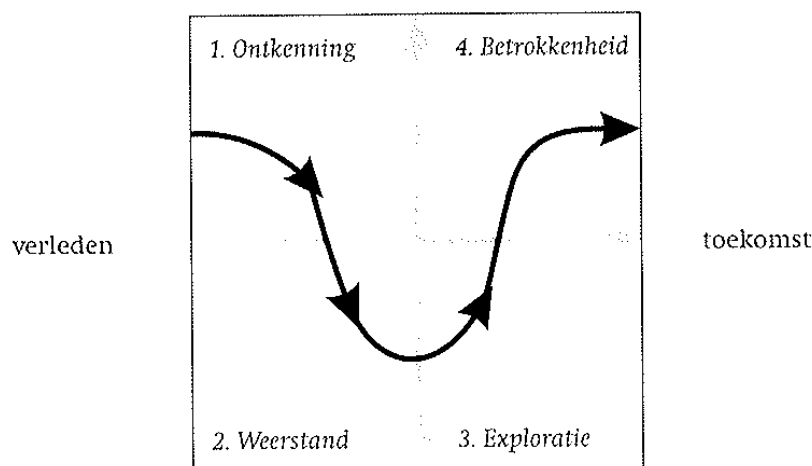 1. Ontkenning
4. Betrokkenheid
verleden
toekomst
2. Weerstand
3. Exploratie